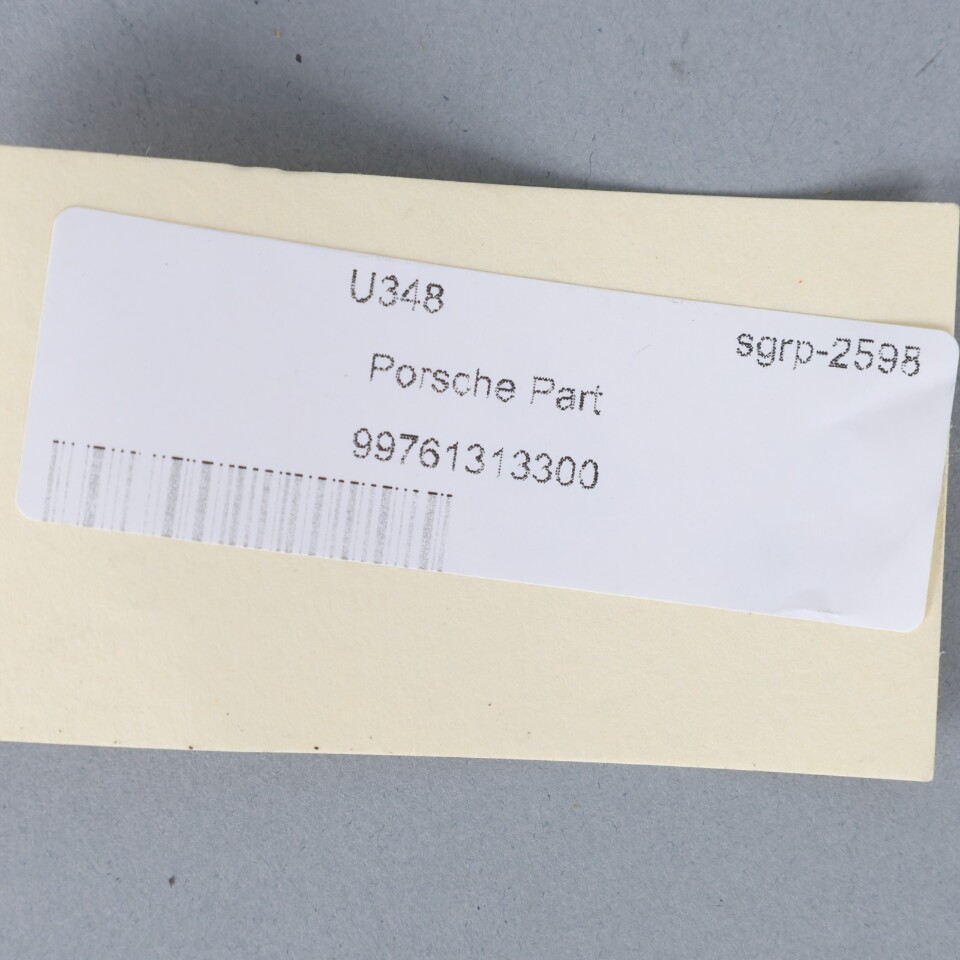 U348
sgrp-2598
Porsche Part
99761313300